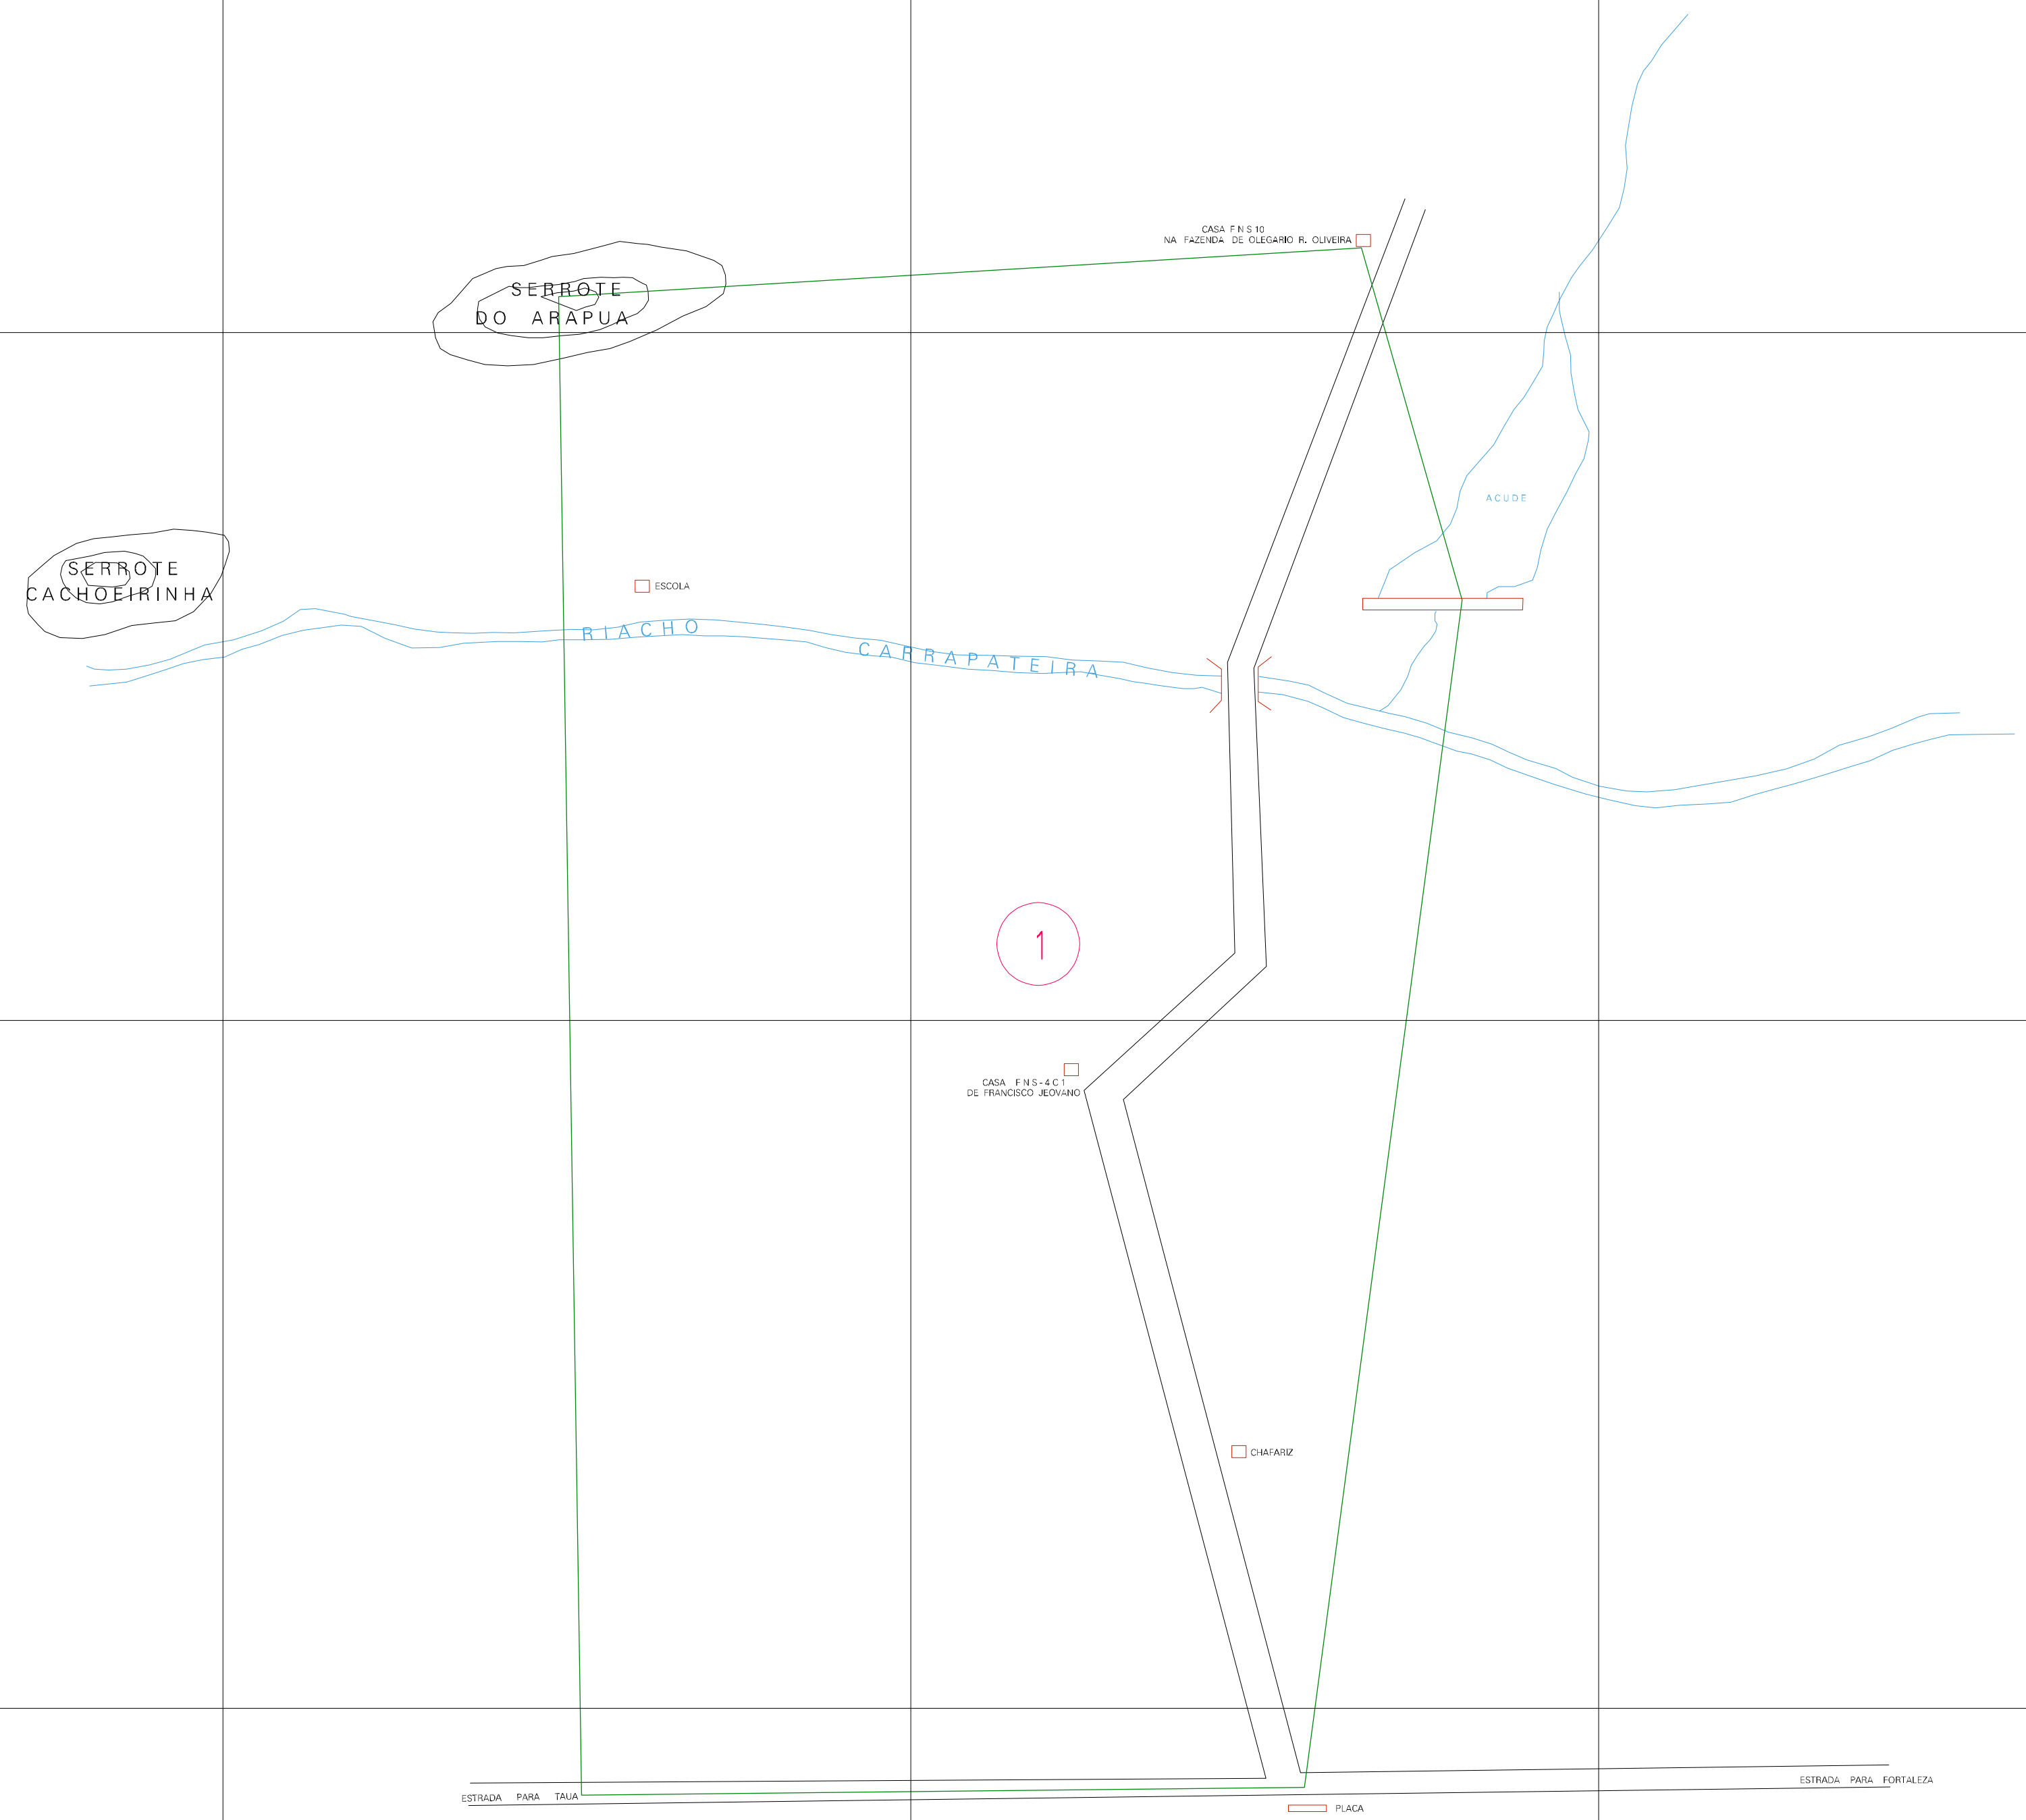 CASA F N S 10
NA FAZENDA DE OLEGARIO R. OLIVEIRA
SERROTE
DO ARAPUA
ACUDE
SERROTE
CACHOEIRINHA
ESCOLA
RIACHO
CARRAPATEIRA
1
CASA F N S - 4 C 1
DE FRANCISCO JEOVANO
CHAFARIZ
ESTRADA PARA FORTALEZA
ESTRADA PARA TAUA
PLACA